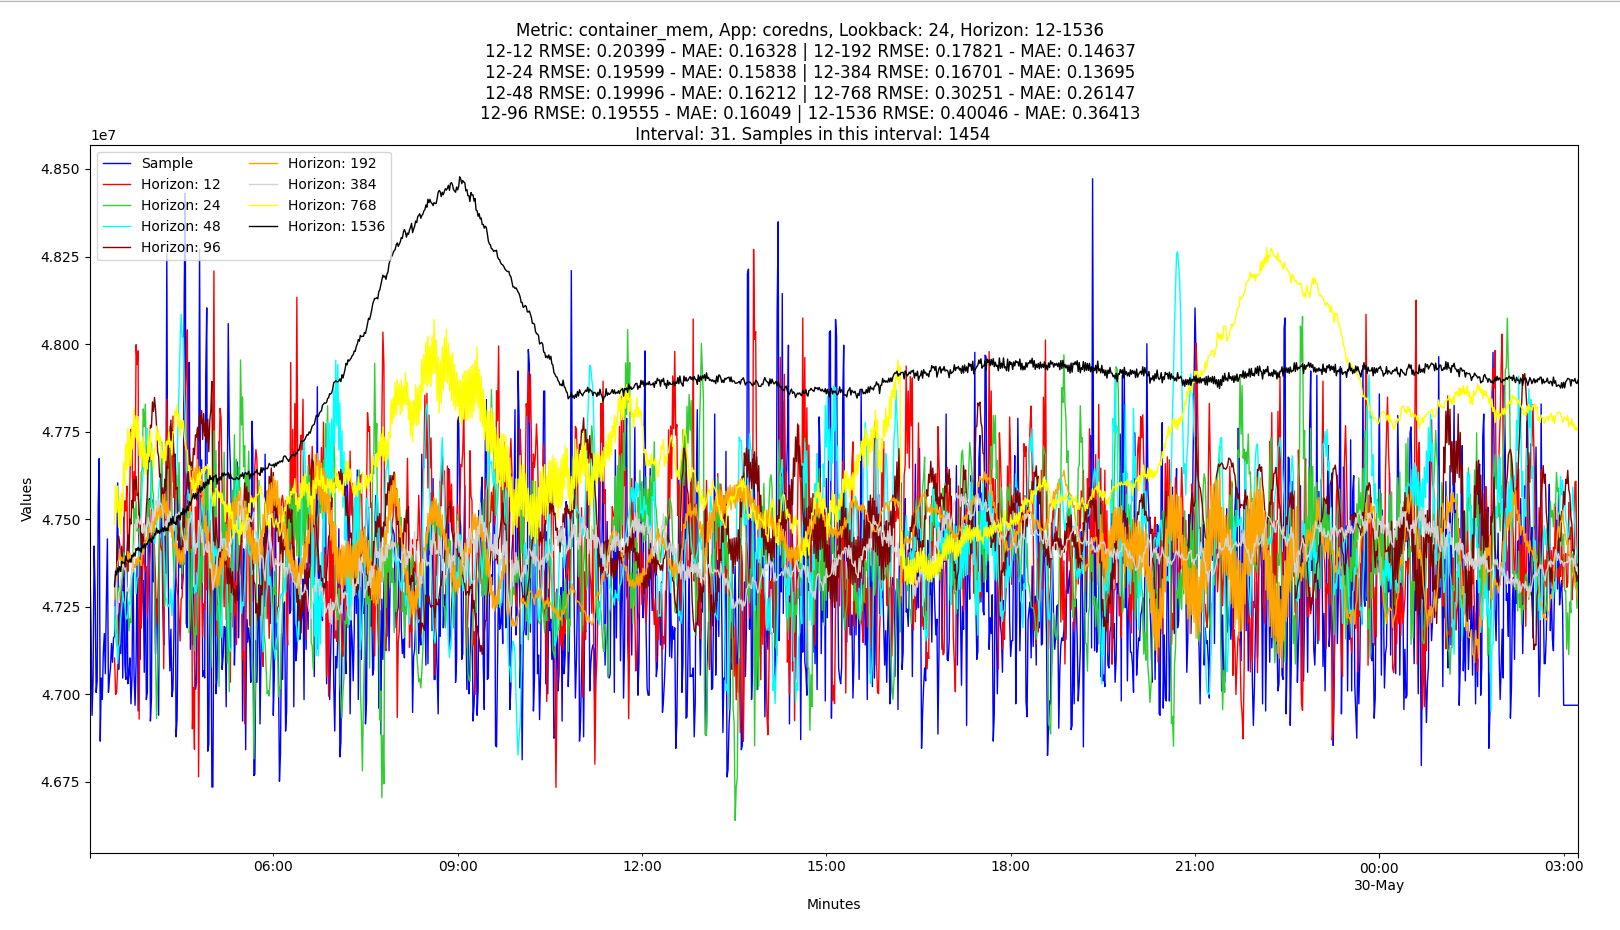 Metric: container_mem, App: coredns, Lookback: 24, Horizon: 12-1536
12-12 RMSE: 0.20399 - MAE: 0.16328 | 12-192 RMSE: 0.17821 - MAE: 0.14637
12-24 RMSE: 0.19599 - MAE: 0.15838 | 12-384 RMSE: 0.16701 - MAE: 0.13695
12-48 RMSE: 0.19996 - MAE: 0.16212 | 12-768 RMSE: 0.30251 - MAE: 0.26147
12-96 RMSE: 0.19555 - MAE: 0.16049 | 12-1536 RMSE: 0.40046 - MAE: 0.36413
Interval: 31. Samples in this interval: 1454
1e7
Sample
Horizon: 12
Horizon: 24
Horizon: 48
Horizon: 96
Horizon: 192
Horizon: 384
Horizon: 768
Horizon: 1536
4.850
4.825
4.800
4.775
4.750
4.725
4.700
4.675
Values
06:00
09:00
12:00
15:00
18:00
21:00
00:00
30-May
03:00
Minutes